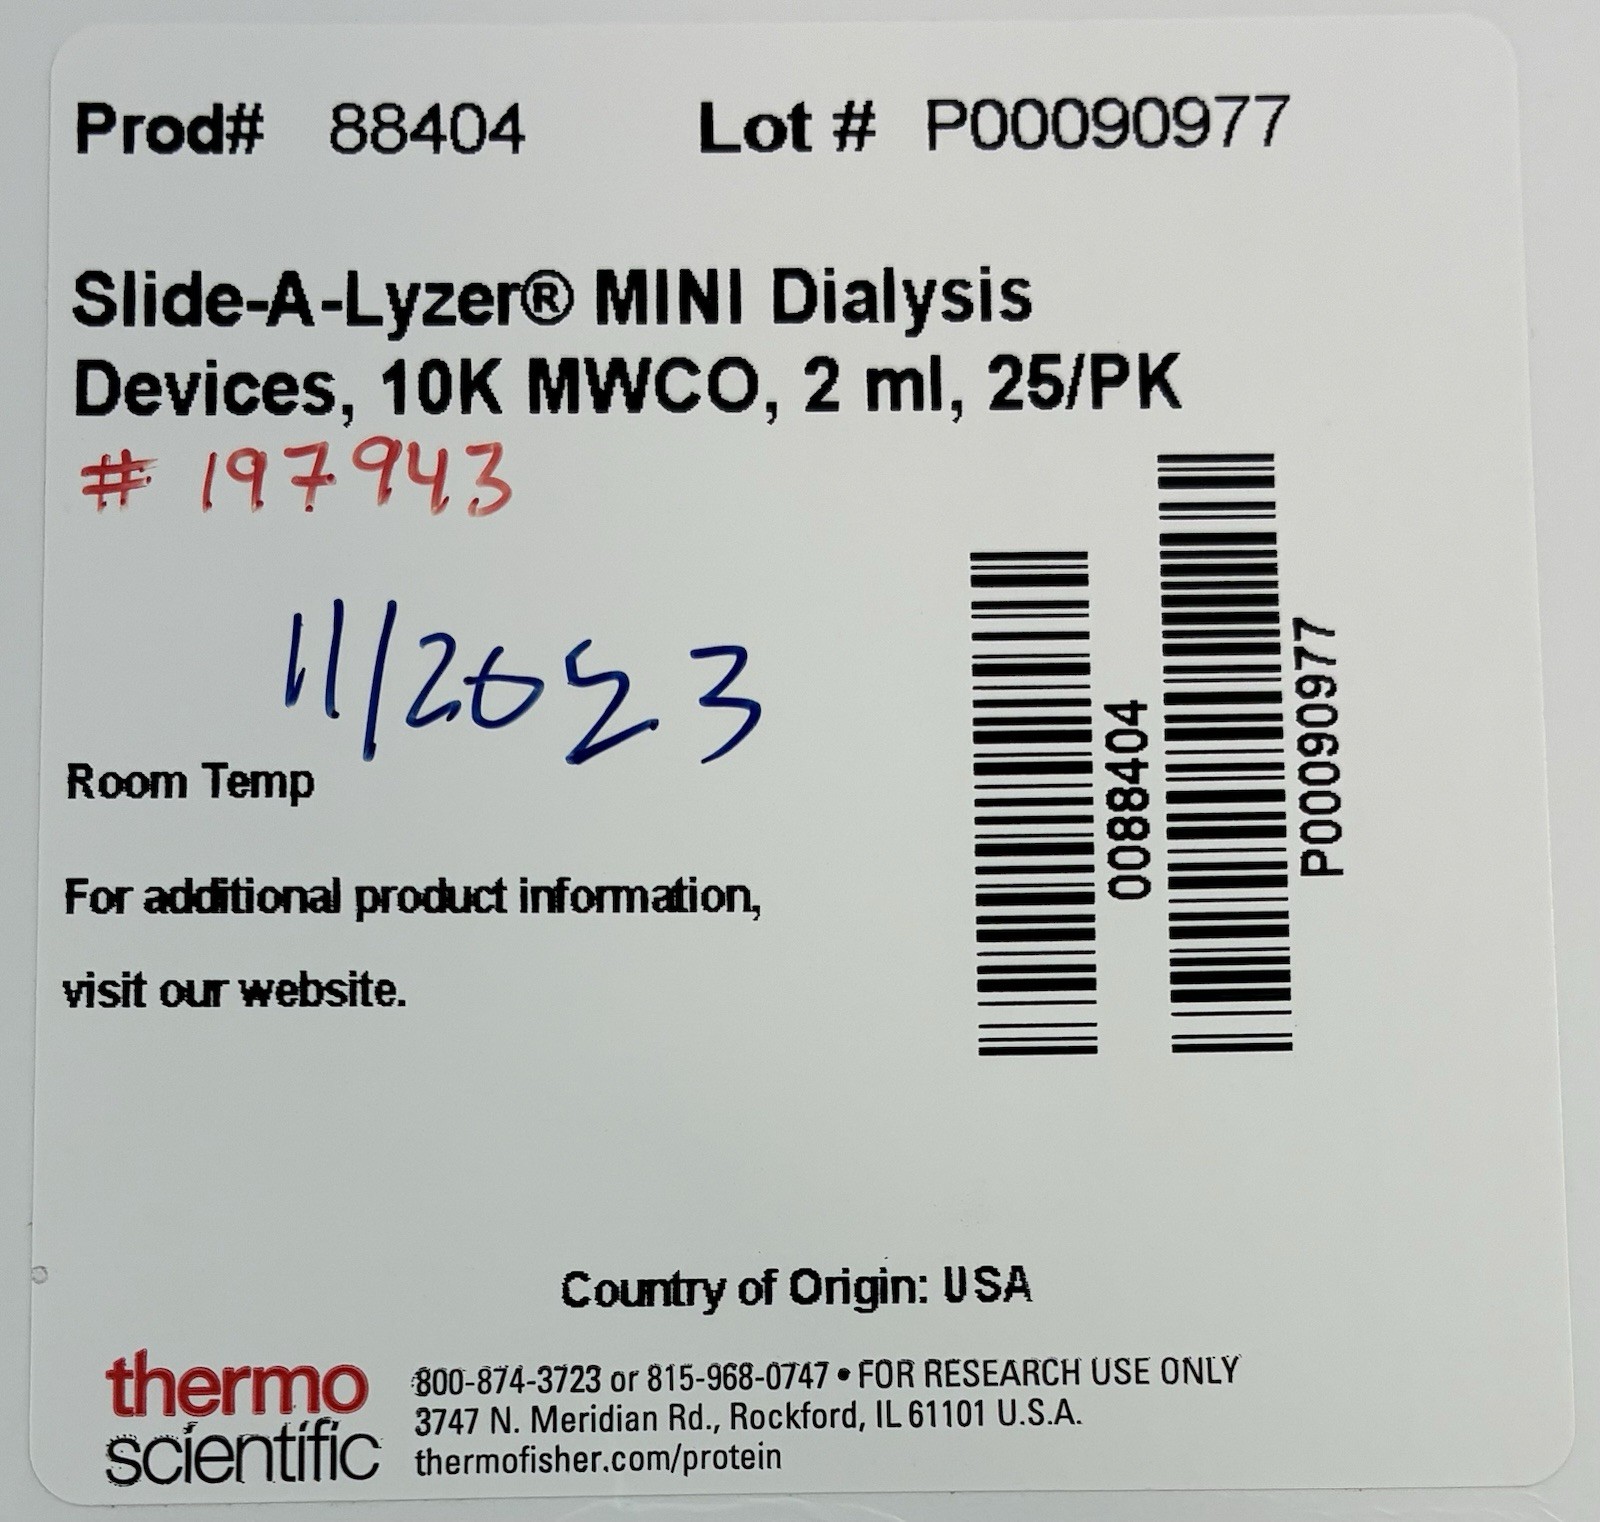 Prod# 88404 Lot # P00090977
Slide-A-Lyzer® MINI Dialysis
Devices, 10K MWCO, 2 ml, 25/PK
# 197943
11/2023
Room Temp
For additional product information,
visit our website.
0088404
P00090977
Country of Origin: USA
thermo
scientific
800-874-3723 or 815-968-0747 • FOR RESEARCH USE ONLY
3747 N. Meridian Rd., Rockford, IL 61101 U.S.A.
thermofisher.com/protein